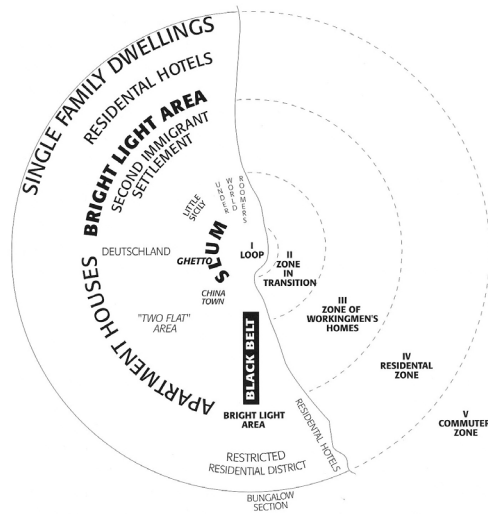 SINGLE FAMILY DWELLINGS
RESIDENTIAL HOTELS
BRIGHT LIGHT AREA
SECOND IMMIGRANT
SETTLEMENT
LITTLE
SICILY
UNDER
WORLD
ROOMERS
DEUTSCHLAND
GHETTO
SLUM
CHINA
TOWN
"TWO FLAT"
AREA
APARTMENT HOUSES
BLACK BELT
BRIGHT LIGHT
AREA
RESTRICTED
RESIDENTIAL DISTRICT
RESIDENTIAL HOTELS
BUNGALOW
SECTION
I
LOOP
II
ZONE
IN
TRANSITION
III
ZONE OF
WORKINGMEN'S
HOMES
IV
RESIDENTAL
ZONE
V
COMMUTER
ZONE